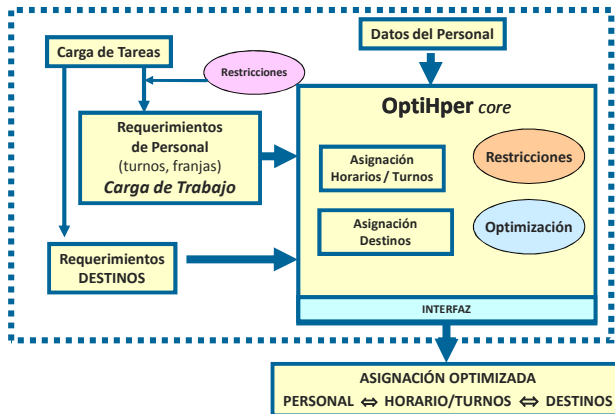 Datos del Personal
Carga de Tareas
Restricciones
OptiHper core
Requerimientos
de Personal
(turnos, franjas)
Carga de Trabajo
Asignación
Horarios / Turnos
Restricciones
Asignación
Destinos
Optimización
Requerimientos
DESTINOS
INTERFAZ
ASIGNACIÓN OPTIMIZADA
PERSONAL ⇔ HORARIO/TURNOS ⇔ DESTINOS